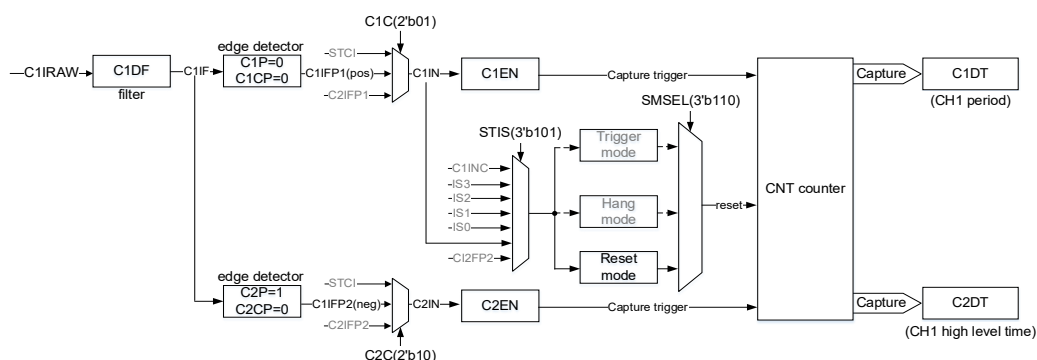 C1C(2'b01)
edge detector
C1P=0
C1CP=0
STCI
C1IRAW
C1DF
filter
C1IF
C1IFP1(pos)
C2IFP1
C1IN
C1EN
Capture trigger
Capture
C1DT
(CH1 period)
SMSEL(3'b110)
STIS(3'b101)
C1INC
IS3
IS2
IS1
IS0
CI2FP2
Trigger
mode
Hang
mode
Reset
mode
reset
CNT counter
edge detector
C2P=1
C2CP=0
STCI
C1IFP2(neg)
C2IFP2
C2IN
C2EN
Capture trigger
Capture
C2DT
(CH1 high level time)
C2C(2'b10)